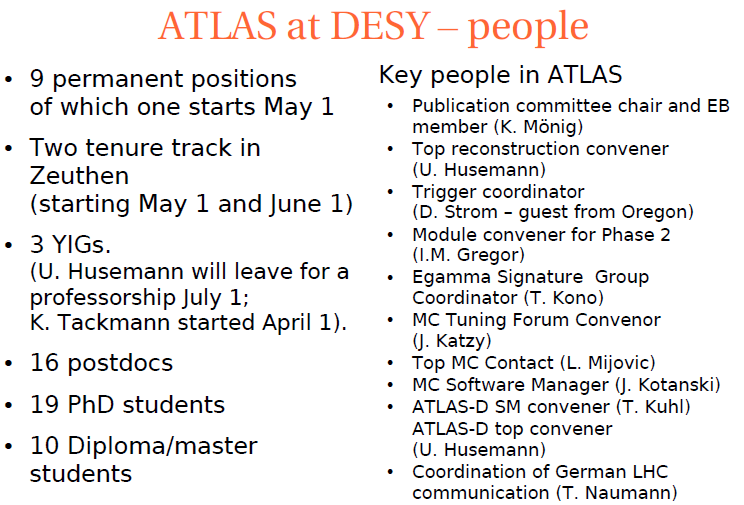 ATLAS at DESY – people
• 9 permanent positions
of which one starts May 1
• Two tenure track in
Zeuthen
(starting May 1 and June 1)
• 3 YIGs.
(U. Husemann will leave for a
professorship July 1;
K. Tackmann started April 1).
• 16 postdocs
• 19 PhD students
• 10 Diploma/master
students
Key people in ATLAS
• Publication committee chair and EB
member (K. Mönig)
• Top reconstruction convener
(U. Husemann)
• Trigger coordinator
(D. Strom – guest from Oregon)
• Module convener for Phase 2
(I.M. Gregor)
• Egamma Signature Group
Coordinator (T. Kono)
• MC Tuning Forum Convenor
(J. Katzy)
• Top MC Contact (L. Mijovic)
• MC Software Manager (J. Kotanski)
• ATLAS-D SM convener (T. Kuhl)
ATLAS-D top convener
(U. Husemann)
• Coordination of German LHC
communication (T. Naumann)